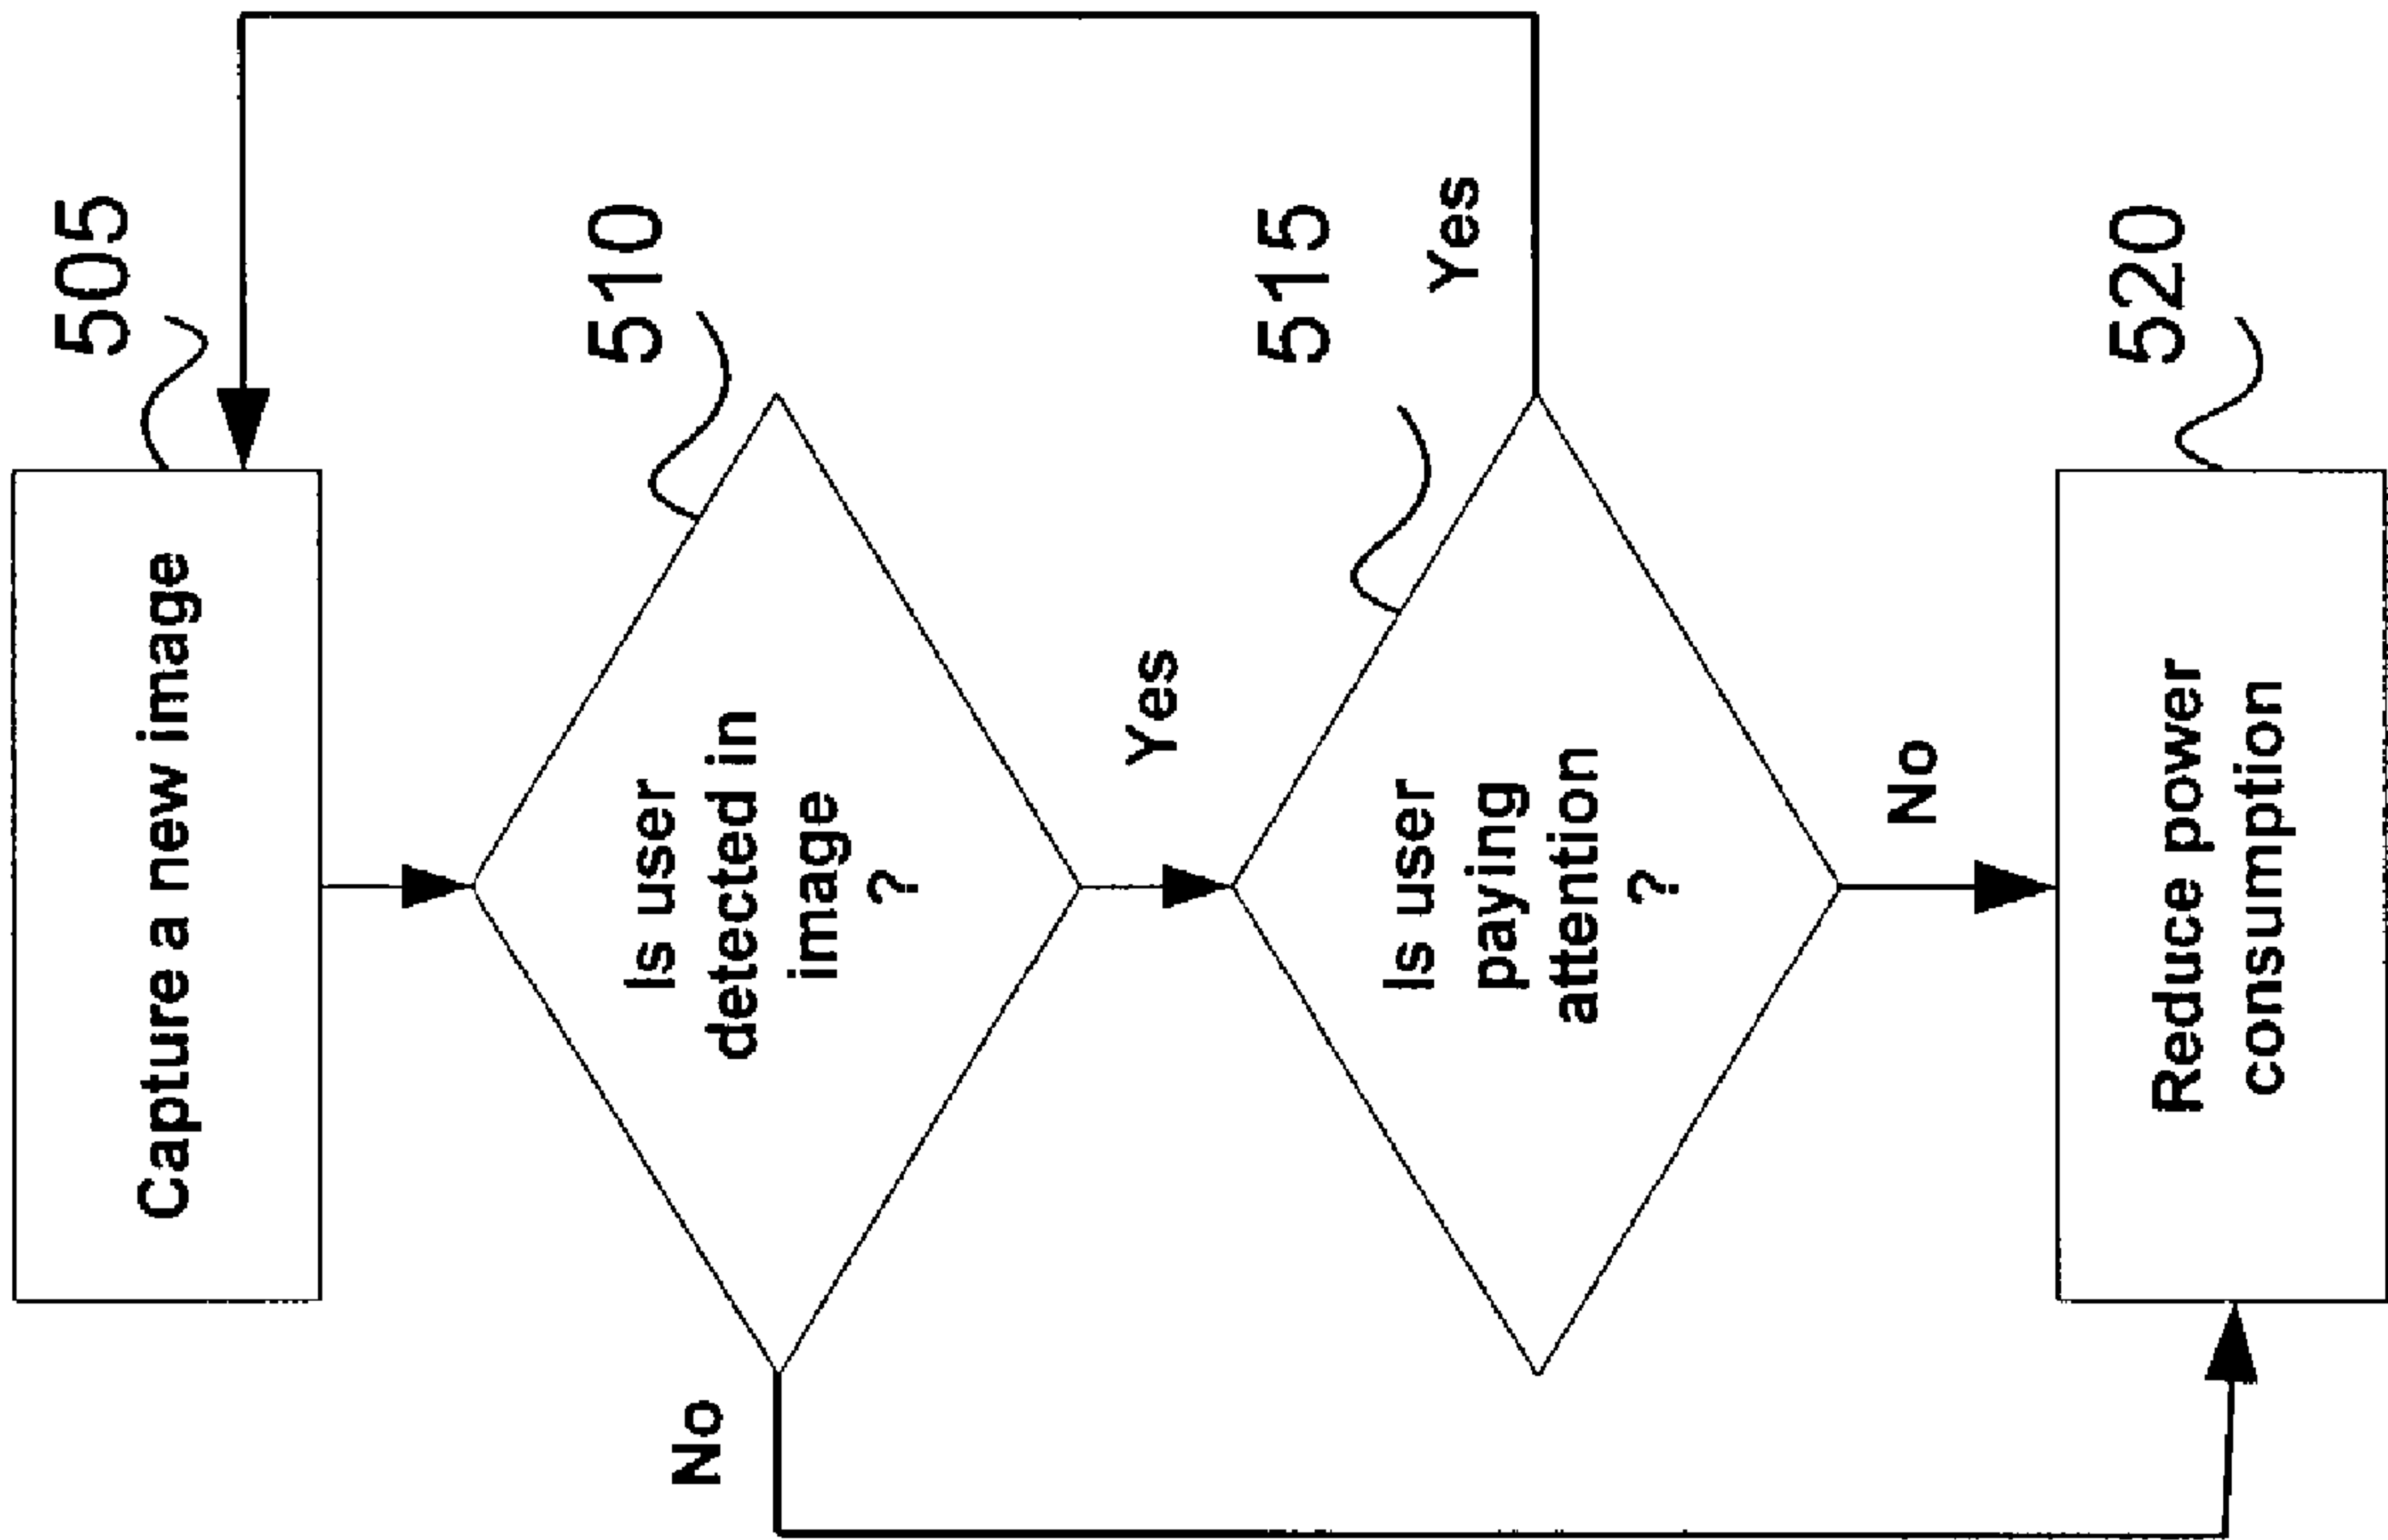 505
Capture a new image
510
Is user
detected in
image
?
No
Yes
515
Is user
paying
attention
?
Yes
No
520
Reduce power
consumption